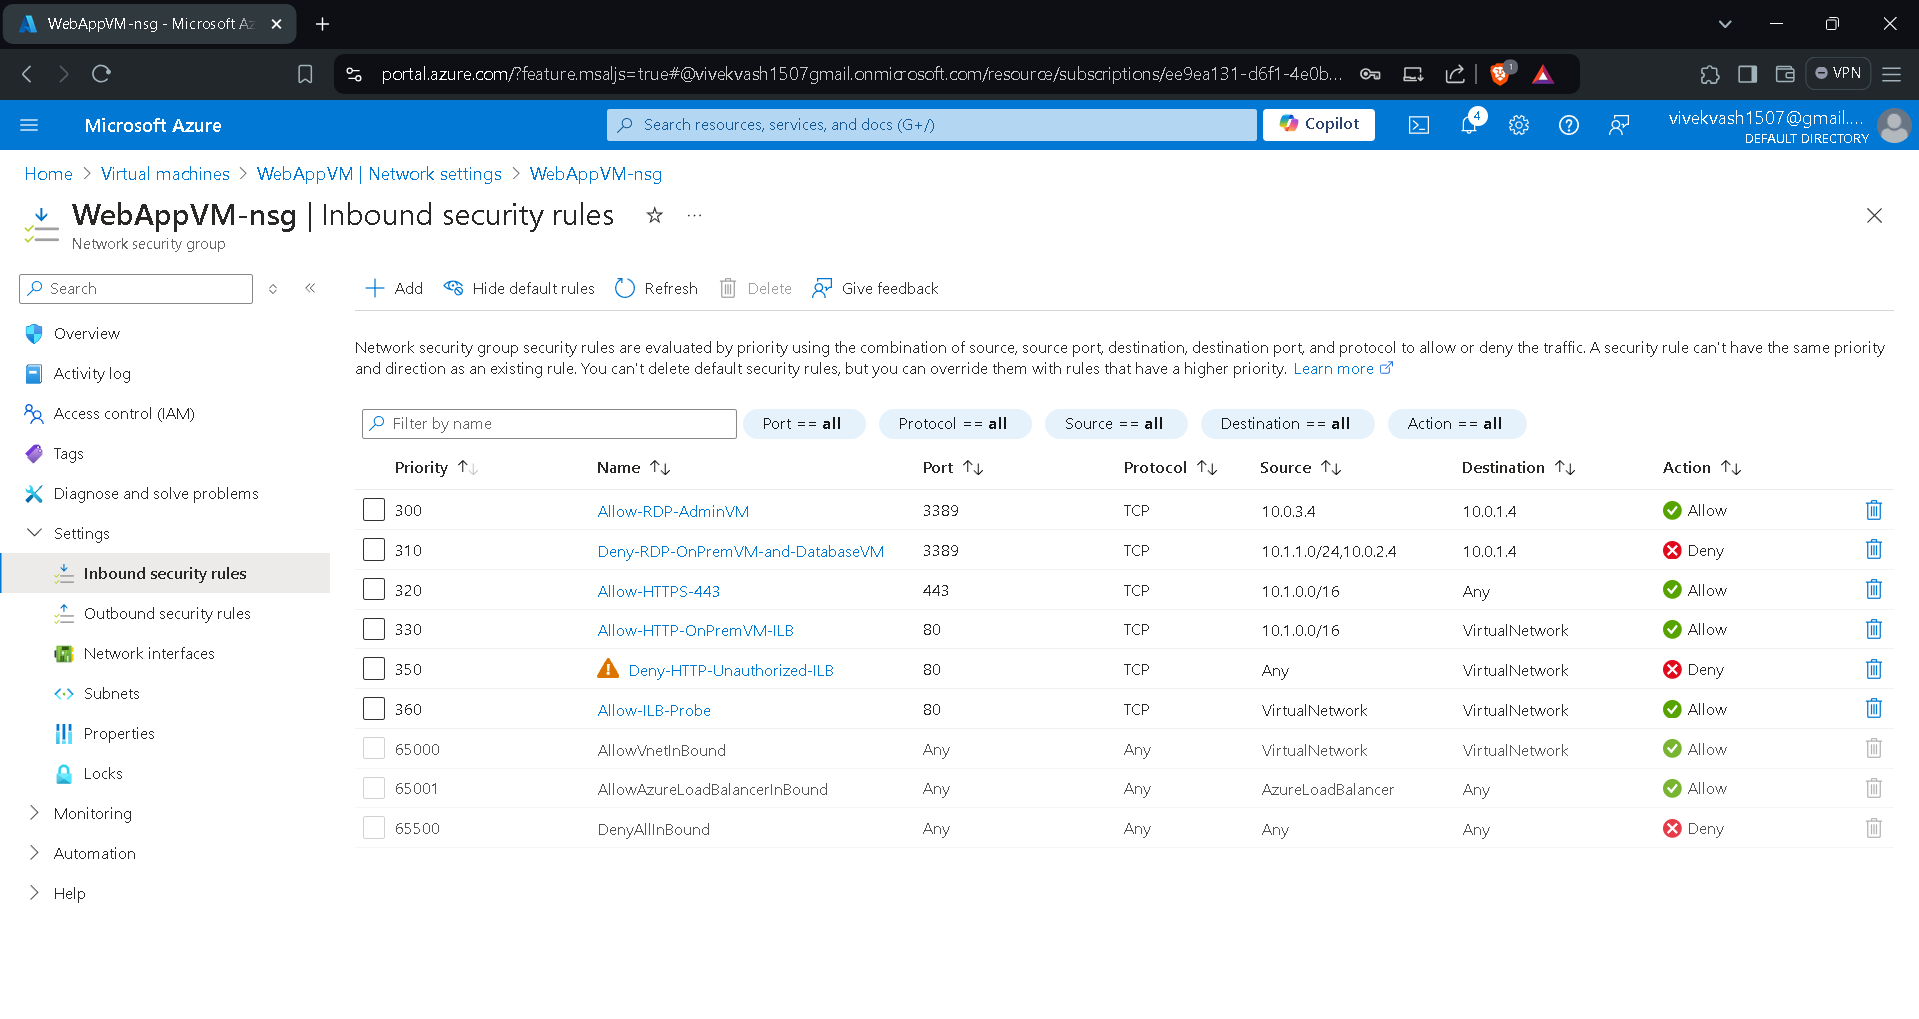 WebAppVM-nsg - Microsoft Az
portal.azure.com/?feature.msaljs=true#@vivekvash1507gmail.onmicrosoft.com/resource/subscriptions/ee9ea131-d6f1-4e0b...
1
VPN
Microsoft Azure
Search resources, services, and docs (G+/)
Copilot
4
vivekvash1507@gmail....
DEFAULT DIRECTORY
Home > Virtual machines > WebAppVM | Network settings > WebAppVM-nsg
WebAppVM-nsg | Inbound security rules
Network security group
Search
Add
Hide default rules
Refresh
Delete
Give feedback
Overview
Activity log
Access control (IAM)
Tags
Diagnose and solve problems
Settings
Inbound security rules
Outbound security rules
Network interfaces
Subnets
Properties
Locks
Monitoring
Automation
Help
Network security group security rules are evaluated by priority using the combination of source, source port, destination, destination port, and protocol to allow or deny the traffic. A security rule can't have the same priority
and direction as an existing rule. You can't delete default security rules, but you can override them with rules that have a higher priority. Learn more
Filter by name
Port == all
Protocol == all
Source == all
Destination == all
Action == all
Priority Name Port Protocol Source Destination Action
300 Allow-RDP-AdminVM 3389 TCP 10.0.3.4 10.0.1.4 Allow
310 Deny-RDP-OnPremVM-and-DatabaseVM 3389 TCP 10.1.1.0/24,10.0.2.4 10.0.1.4 Deny
320 Allow-HTTPS-443 443 TCP 10.1.0.0/16 Any Allow
330 Allow-HTTP-OnPremVM-ILB 80 TCP 10.1.0.0/16 VirtualNetwork Allow
350 Deny-HTTP-Unauthorized-ILB 80 TCP Any VirtualNetwork Deny
360 Allow-ILB-Probe 80 TCP VirtualNetwork VirtualNetwork Allow
65000 AllowVnetInBound Any Any VirtualNetwork VirtualNetwork Allow
65001 AllowAzureLoadBalancerInBound Any Any AzureLoadBalancer Any Allow
65500 DenyAllInBound Any Any Any Any Deny